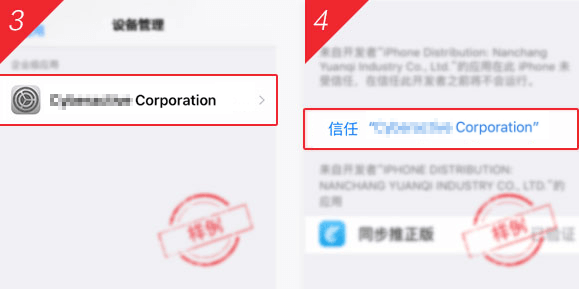 3
设备管理
企业级应用
Corporation
样例
4
来自开发者“iPhone Distribution: Nanchang
Yuanqi Industry Co., Ltd.”的应用在此 iPhone 未
受信任，在信任此开发者之前将不会运行。
信任 “ Corporation”
来自开发者“IPHONE DISTRIBUTION:
NANCHANG YUANQI INDUSTRY CO., LTD.”的
应用
同步推正版
已验证
样例